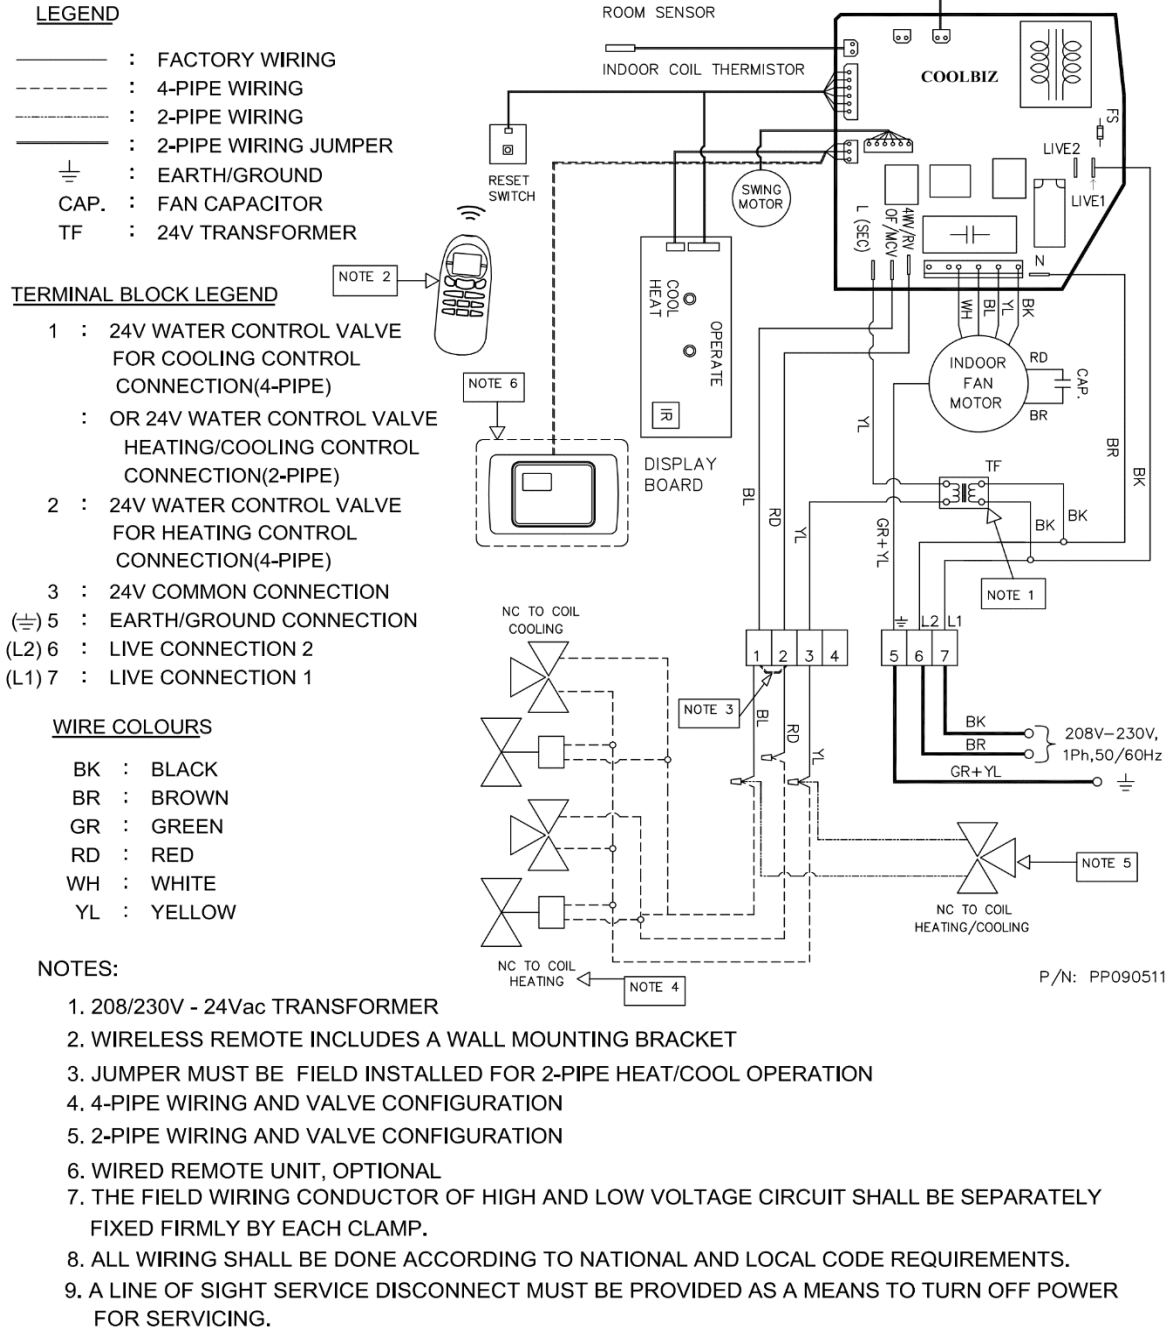 LEGEND
: FACTORY WIRING
: 4-PIPE WIRING
: 2-PIPE WIRING
: 2-PIPE WIRING JUMPER
: EARTH/GROUND
CAP. : FAN CAPACITOR
TF : 24V TRANSFORMER
TERMINAL BLOCK LEGEND
1 : 24V WATER CONTROL VALVE
FOR COOLING CONTROL
CONNECTION(4-PIPE)
: OR 24V WATER CONTROL VALVE
HEATING/COOLING CONTROL
CONNECTION(2-PIPE)
2 : 24V WATER CONTROL VALVE
FOR HEATING CONTROL
CONNECTION(4-PIPE)
3 : 24V COMMON CONNECTION
(⏚) 5 : EARTH/GROUND CONNECTION
(L2) 6 : LIVE CONNECTION 2
(L1) 7 : LIVE CONNECTION 1
WIRE COLOURS
BK : BLACK
BR : BROWN
GR : GREEN
RD : RED
WH : WHITE
YL : YELLOW
ROOM SENSOR
INDOOR COIL THERMISTOR
COOLBIZ
FS
LIVE2
LIVE1
RESET
SWITCH
SWING
MOTOR
L (SEC)
OF/MCV
4WV/RV
N
NOTE 2
COOL
HEAT
OPERATE
IR
DISPLAY
BOARD
WH
BL
YL
BK
INDOOR
FAN
MOTOR
RD
BR
CAP.
NOTE 6
YL
BR
BK
TF
BL
RD
YL
GR+YL
BK
BK
NOTE 1
NC TO COIL
COOLING
1 2 3 4
L2 L1
5 6 7
NOTE 3
BL
RD
YL
BK
BR
GR+YL
208V-230V,
1Ph,50/60Hz
NOTE 5
NC TO COIL
HEATING/COOLING
NC TO COIL
HEATING
NOTE 4
P/N: PP090511
NOTES:
1. 208/230V - 24Vac TRANSFORMER
2. WIRELESS REMOTE INCLUDES A WALL MOUNTING BRACKET
3. JUMPER MUST BE FIELD INSTALLED FOR 2-PIPE HEAT/COOL OPERATION
4. 4-PIPE WIRING AND VALVE CONFIGURATION
5. 2-PIPE WIRING AND VALVE CONFIGURATION
6. WIRED REMOTE UNIT, OPTIONAL
7. THE FIELD WIRING CONDUCTOR OF HIGH AND LOW VOLTAGE CIRCUIT SHALL BE SEPARATELY
FIXED FIRMLY BY EACH CLAMP.
8. ALL WIRING SHALL BE DONE ACCORDING TO NATIONAL AND LOCAL CODE REQUIREMENTS.
9. A LINE OF SIGHT SERVICE DISCONNECT MUST BE PROVIDED AS A MEANS TO TURN OFF POWER
FOR SERVICING.